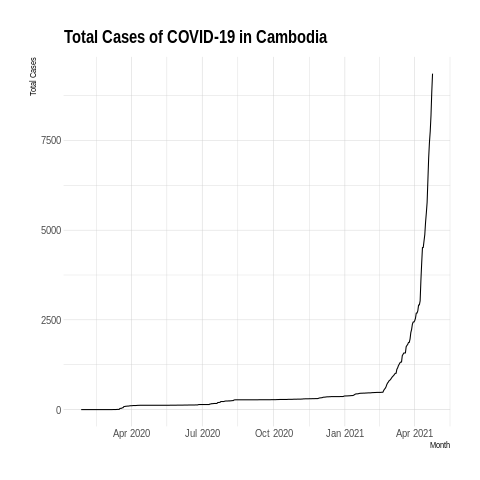 Total Cases of COVID-19 in Cambodia
Total Cases
7500
5000
2500
0
Apr 2020 Jul 2020 Oct 2020 Jan 2021 Apr 2021
Month